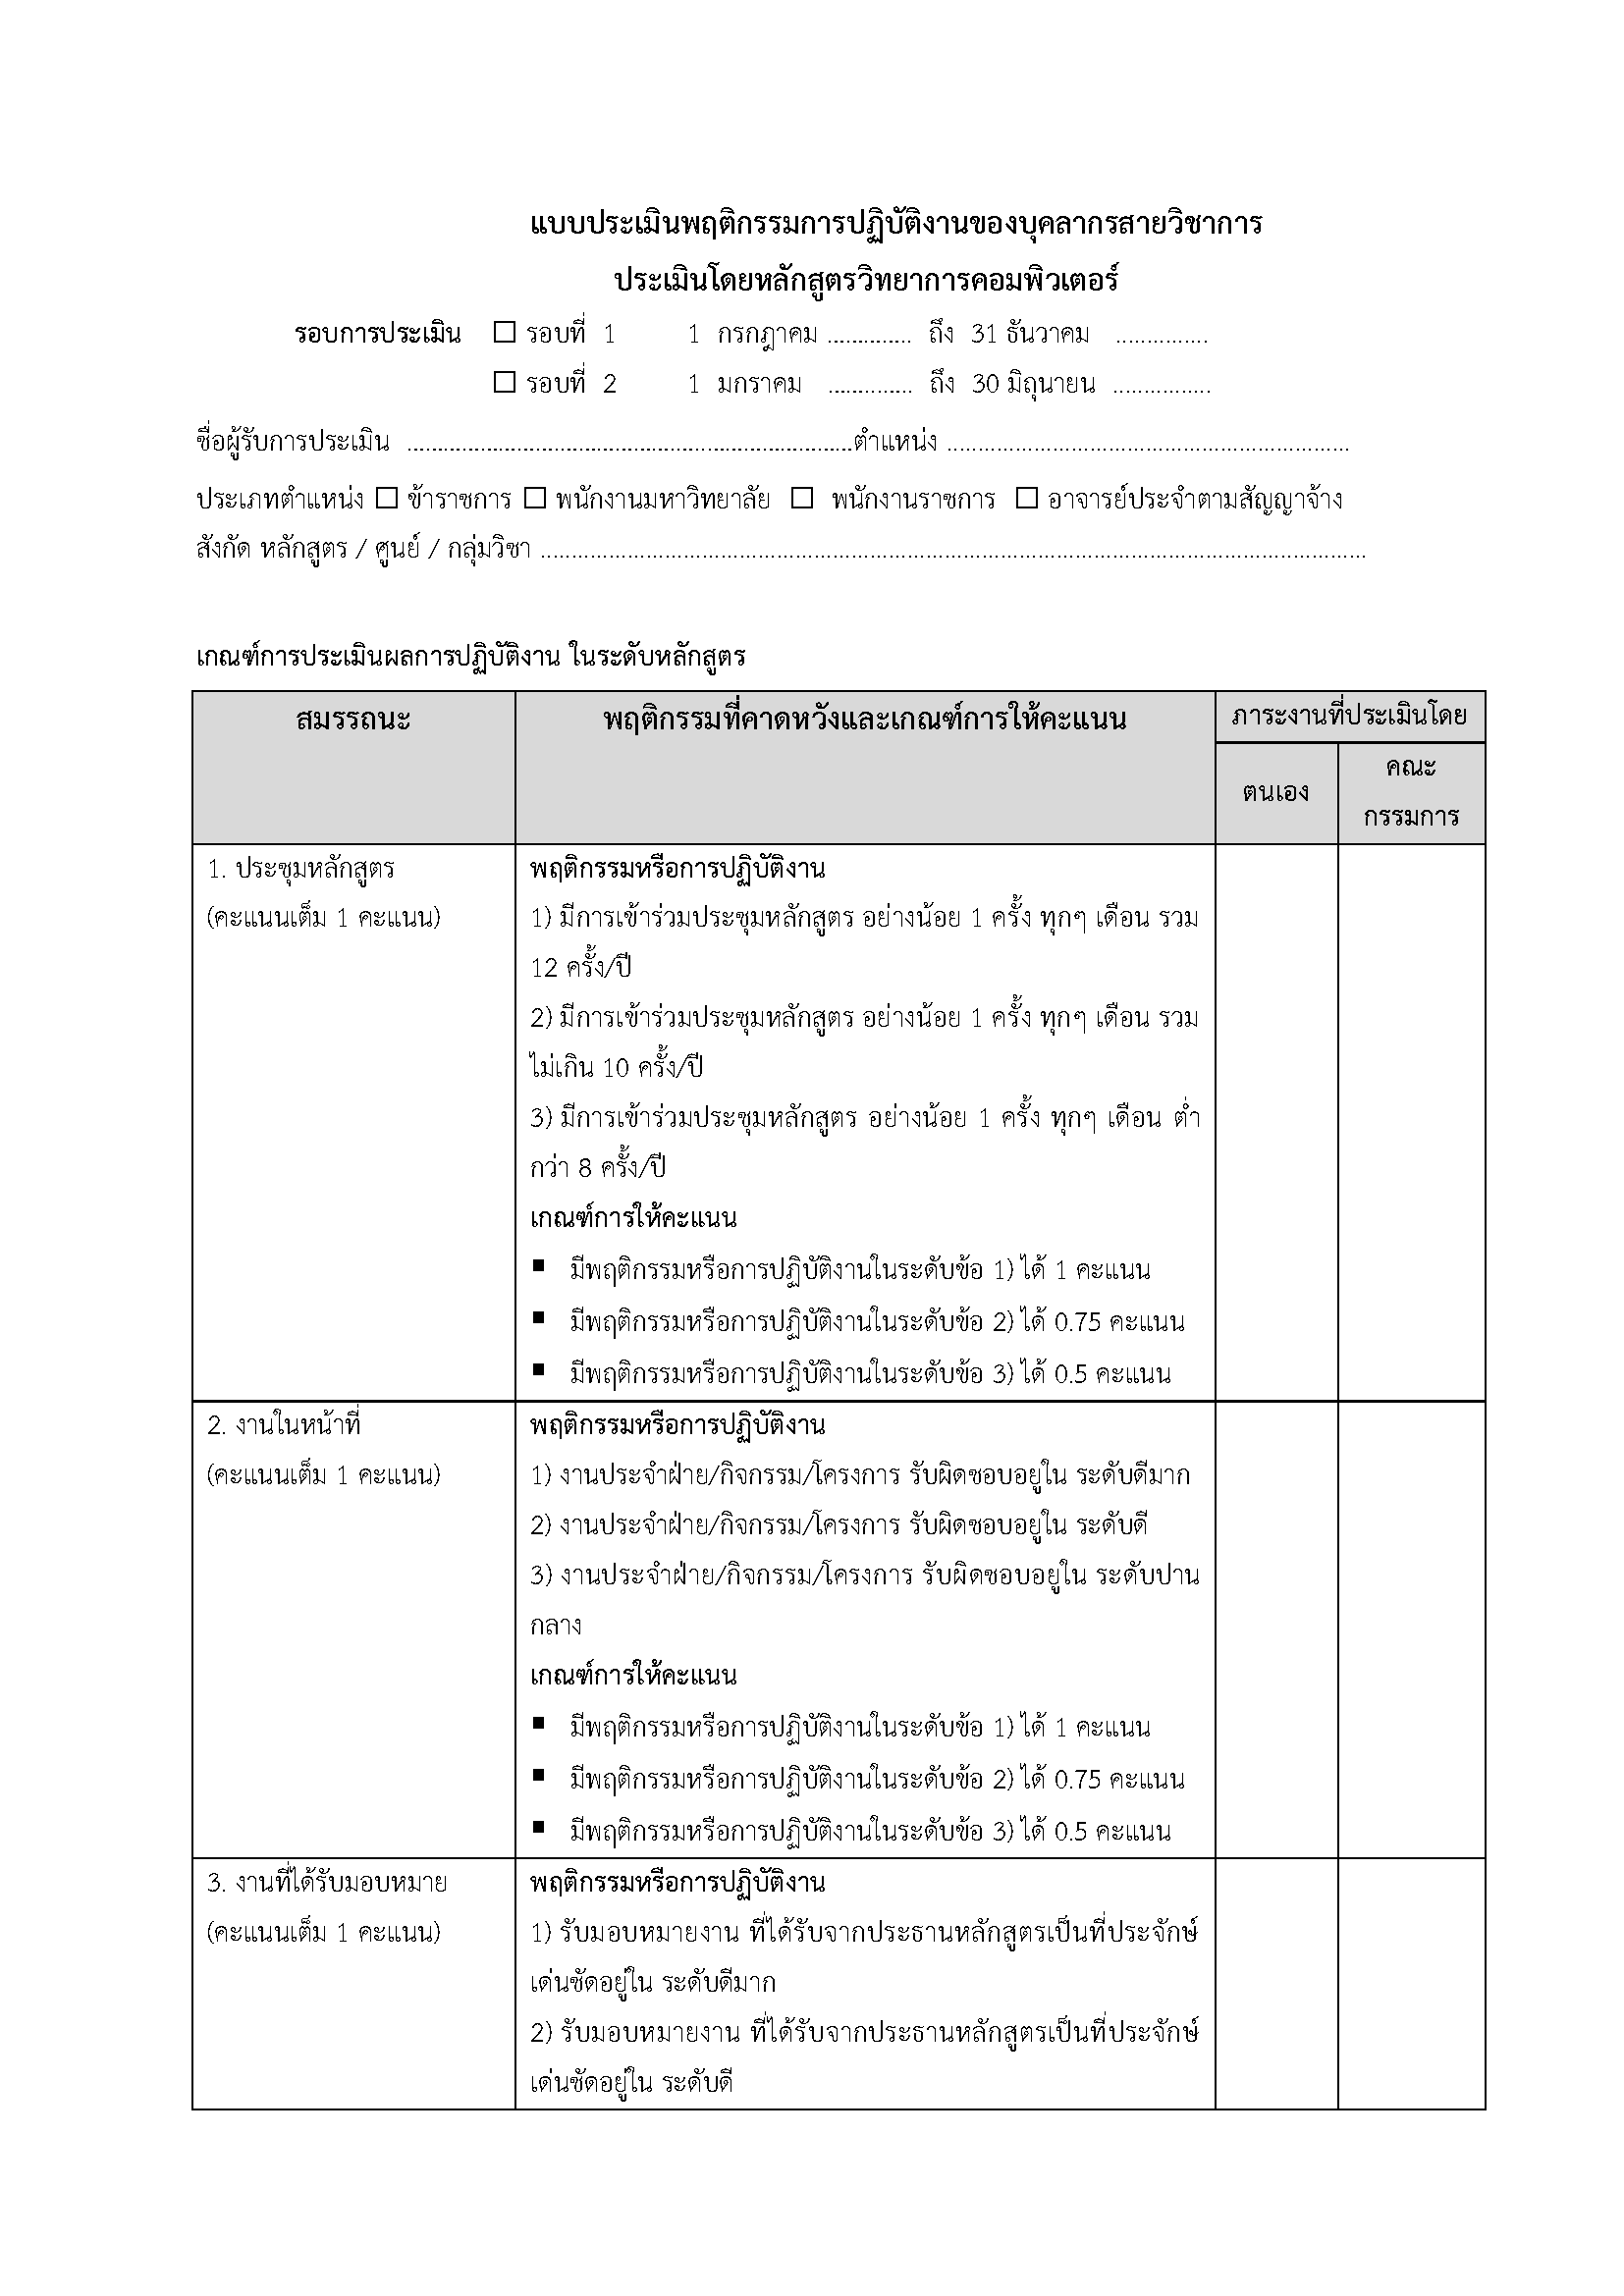 แบบประเมินพฤติกรรมการปฏิบัติงานของบุคลากรสายวิชาการ
ประเมินโดยหลักสูตรวิทยาการคอมพิวเตอร์
รอบการประเมิน ☐ รอบที่ 1 1 กรกฎาคม .............. ถึง 31 ธันวาคม ...............
☐ รอบที่ 2 1 มกราคม .............. ถึง 30 มิถุนายน ................
ชื่อผู้รับการประเมิน ........................................................................ตำแหน่ง .................................................................
ประเภทตำแหน่ง ☐ ข้าราชการ ☐ พนักงานมหาวิทยาลัย ☐ พนักงานราชการ ☐ อาจารย์ประจำตามสัญญาจ้าง
สังกัด หลักสูตร / ศูนย์ / กลุ่มวิชา ....................................................................................................................................
เกณฑ์การประเมินผลการปฏิบัติงาน ในระดับหลักสูตร
สมรรถนะ
พฤติกรรมที่คาดหวังและเกณฑ์การให้คะแนน
ภาระงานที่ประเมินโดย
ตนเอง
คณะ
กรรมการ
1. ประชุมหลักสูตร
(คะแนนเต็ม 1 คะแนน)
พฤติกรรมหรือการปฏิบัติงาน
1) มีการเข้าร่วมประชุมหลักสูตร อย่างน้อย 1 ครั้ง ทุกๆ เดือน รวม
12 ครั้ง/ปี
2) มีการเข้าร่วมประชุมหลักสูตร อย่างน้อย 1 ครั้ง ทุกๆ เดือน รวม
ไม่เกิน 10 ครั้ง/ปี
3) มีการเข้าร่วมประชุมหลักสูตร อย่างน้อย 1 ครั้ง ทุกๆ เดือน ต่ำ
กว่า 8 ครั้ง/ปี
เกณฑ์การให้คะแนน
▪ มีพฤติกรรมหรือการปฏิบัติงานในระดับข้อ 1) ได้ 1 คะแนน
▪ มีพฤติกรรมหรือการปฏิบัติงานในระดับข้อ 2) ได้ 0.75 คะแนน
▪ มีพฤติกรรมหรือการปฏิบัติงานในระดับข้อ 3) ได้ 0.5 คะแนน
2. งานในหน้าที่
(คะแนนเต็ม 1 คะแนน)
พฤติกรรมหรือการปฏิบัติงาน
1) งานประจำฝ่าย/กิจกรรม/โครงการ รับผิดชอบอยู่ใน ระดับดีมาก
2) งานประจำฝ่าย/กิจกรรม/โครงการ รับผิดชอบอยู่ใน ระดับดี
3) งานประจำฝ่าย/กิจกรรม/โครงการ รับผิดชอบอยู่ใน ระดับปาน
กลาง
เกณฑ์การให้คะแนน
▪ มีพฤติกรรมหรือการปฏิบัติงานในระดับข้อ 1) ได้ 1 คะแนน
▪ มีพฤติกรรมหรือการปฏิบัติงานในระดับข้อ 2) ได้ 0.75 คะแนน
▪ มีพฤติกรรมหรือการปฏิบัติงานในระดับข้อ 3) ได้ 0.5 คะแนน
3. งานที่ได้รับมอบหมาย
(คะแนนเต็ม 1 คะแนน)
พฤติกรรมหรือการปฏิบัติงาน
1) รับมอบหมายงาน ที่ได้รับจากประธานหลักสูตรเป็นที่ประจักษ์
เด่นชัดอยู่ใน ระดับดีมาก
2) รับมอบหมายงาน ที่ได้รับจากประธานหลักสูตรเป็นที่ประจักษ์
เด่นชัดอยู่ใน ระดับดี